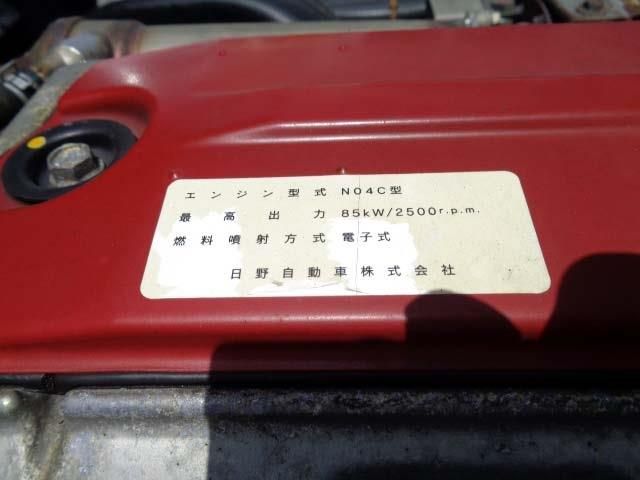 エンジン型式 N04C型
最高出力 85kW/2500r.p.m.
燃料噴射方式 電子式
日野自動車株式会社